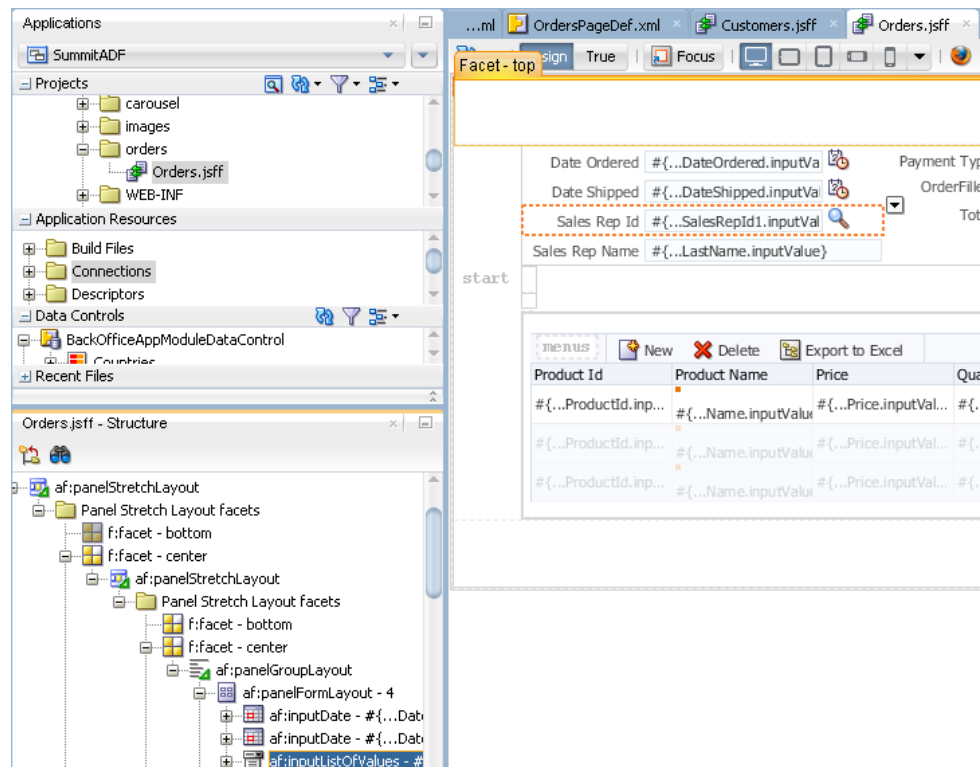 Applications
SummitADF
Projects
carousel
images
orders
Orders.jsff
WEB-INF
Application Resources
Build Files
Connections
Descriptors
Data Controls
BackOfficeAppModuleDataControl
Countries
Recent Files
Orders.jsff - Structure
af:panelStretchLayout
Panel Stretch Layout facets
f:facet - bottom
f:facet - center
af:panelStretchLayout
Panel Stretch Layout facets
f:facet - bottom
f:facet - center
af:panelGroupLayout
af:panelFormLayout - 4
af:inputDate - #{...Dat
af:inputDate - #{...Dat
af:inputListOfValues - #
...ml OrdersPageDef.xml Customers.jsff Orders.jsff
sign True Focus
Facet - top
Date Ordered #{...DateOrdered.inputVa Payment Typ
Date Shipped #{...DateShipped.inputVa OrderFille
Sales Rep Id #{...SalesRepId1.inputVal Tot
Sales Rep Name #{...LastName.inputValue}
start
menus New Delete Export to Excel
Product Id Product Name Price Qua
#{...ProductId.inp... #{...Name.inputValue #{...Price.inputVal... #{.
#{...ProductId.inp... #{...Name.inputValue #{...Price.inputVal... #{.
#{...ProductId.inp... #{...Name.inputValue #{...Price.inputVal... #{.